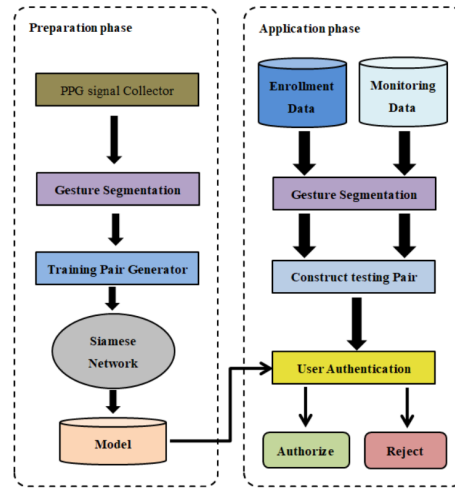 Preparation phase
PPG signal Collector
Gesture Segmentation
Training Pair Generator
Siamese
Network
Model
Application phase
Enrollment
Data
Monitoring
Data
Gesture Segmentation
Construct testing Pair
User Authentication
Authorize
Reject